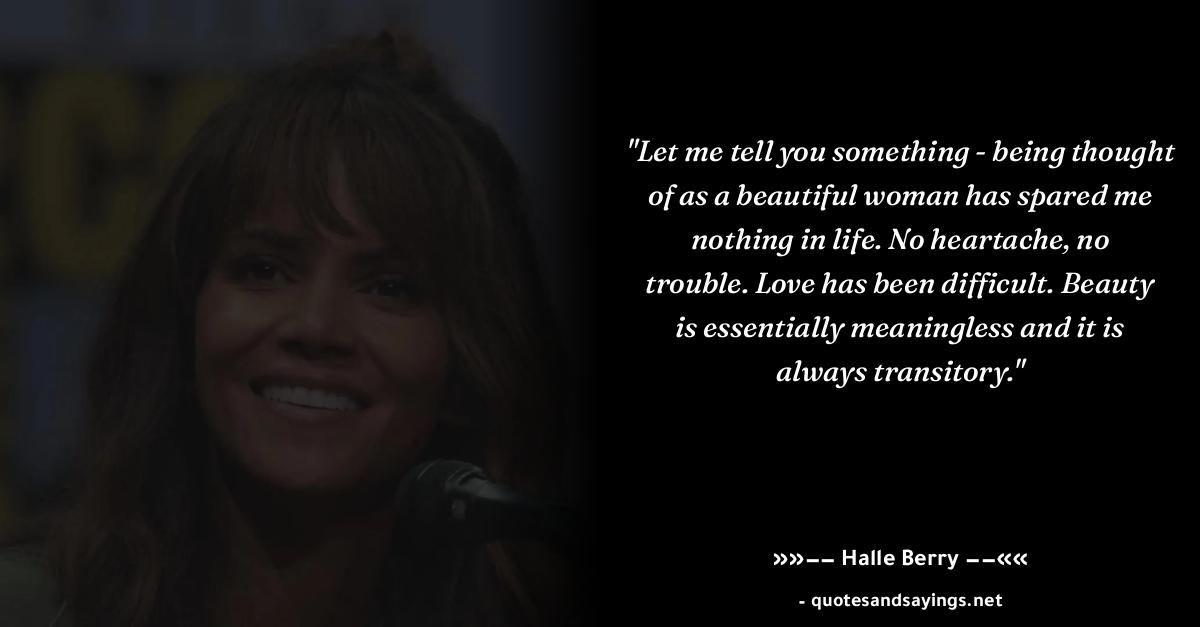 "Let me tell you something - being thought
of as a beautiful woman has spared me
nothing in life. No heartache, no
trouble. Love has been difficult. Beauty
is essentially meaningless and it is
always transitory."
»»−− Halle Berry −−««
- quotesandsayings.net